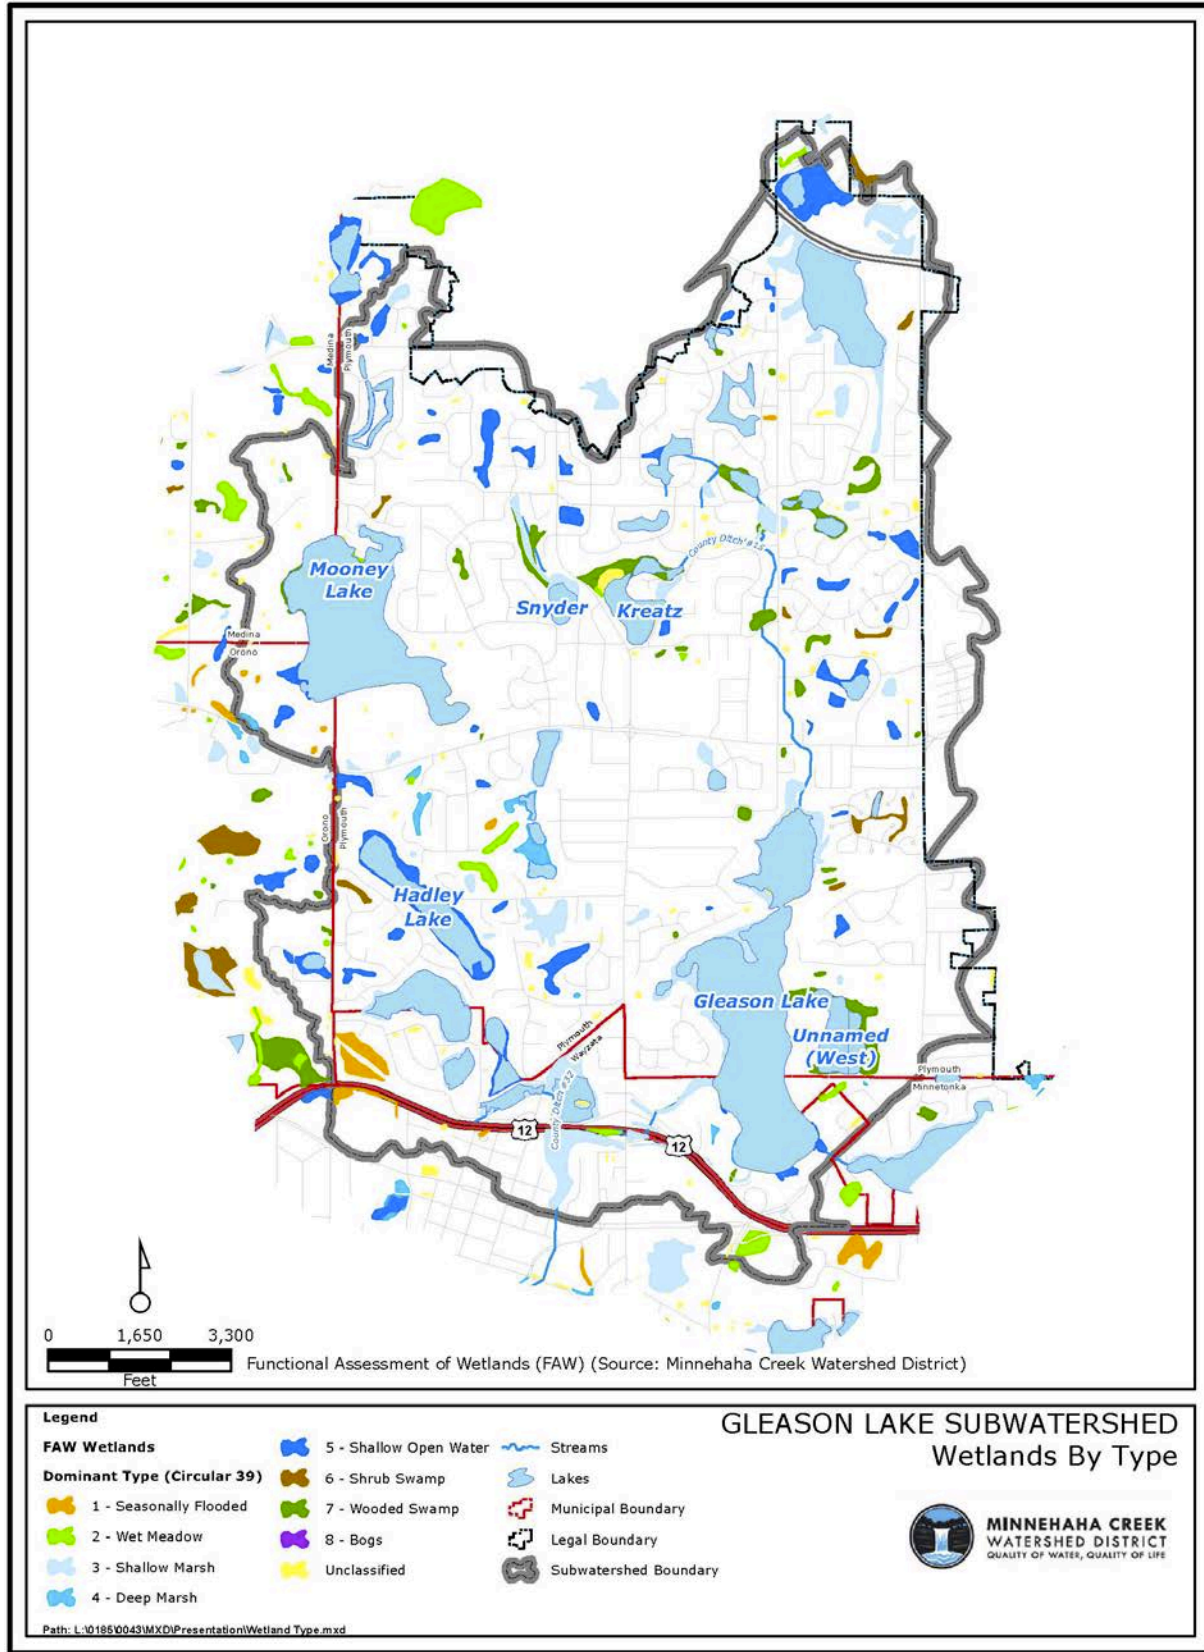 Medina
Plymouth
Mooney
Lake
Snyder
Kreatz
County Ditch #15
Medina
Orono
Orono
Plymouth
Hadley
Lake
Gleason Lake
Unnamed
(West)
Plymouth
Wayzata
Plymouth
Minnetonka
County Ditch #32
12
12
0 1,650 3,300
Feet
Functional Assessment of Wetlands (FAW) (Source: Minnehaha Creek Watershed District)
Legend
FAW Wetlands
Dominant Type (Circular 39)
1 - Seasonally Flooded
2 - Wet Meadow
3 - Shallow Marsh
4 - Deep Marsh
5 - Shallow Open Water
6 - Shrub Swamp
7 - Wooded Swamp
8 - Bogs
Unclassified
Streams
Lakes
Municipal Boundary
Legal Boundary
Subwatershed Boundary
GLEASON LAKE SUBWATERSHED
Wetlands By Type
MINNEHAHA CREEK
WATERSHED DISTRICT
QUALITY OF WATER, QUALITY OF LIFE
Path: L:\0185\0043\MXD\Presentation\Wetland Type.mxd